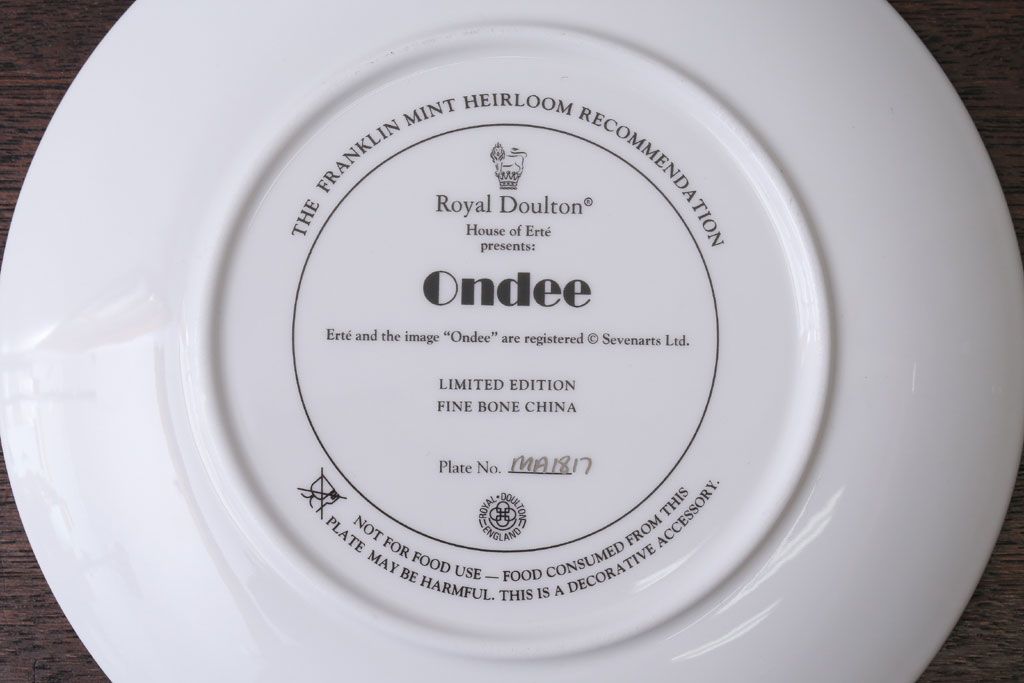 THE FRANKLIN MINT HEIRLOOM RECOMMENDATION
Royal Doulton®
House of Erté
presents:
Ondee
Erté and the image “Ondee” are registered © Sevenarts Ltd.
LIMITED EDITION
FINE BONE CHINA
Plate No. MA1817
ROYAL·DOULTON
ENGLAND
NOT FOR FOOD USE — FOOD CONSUMED FROM THIS
PLATE MAY BE HARMFUL. THIS IS A DECORATIVE ACCESSORY.